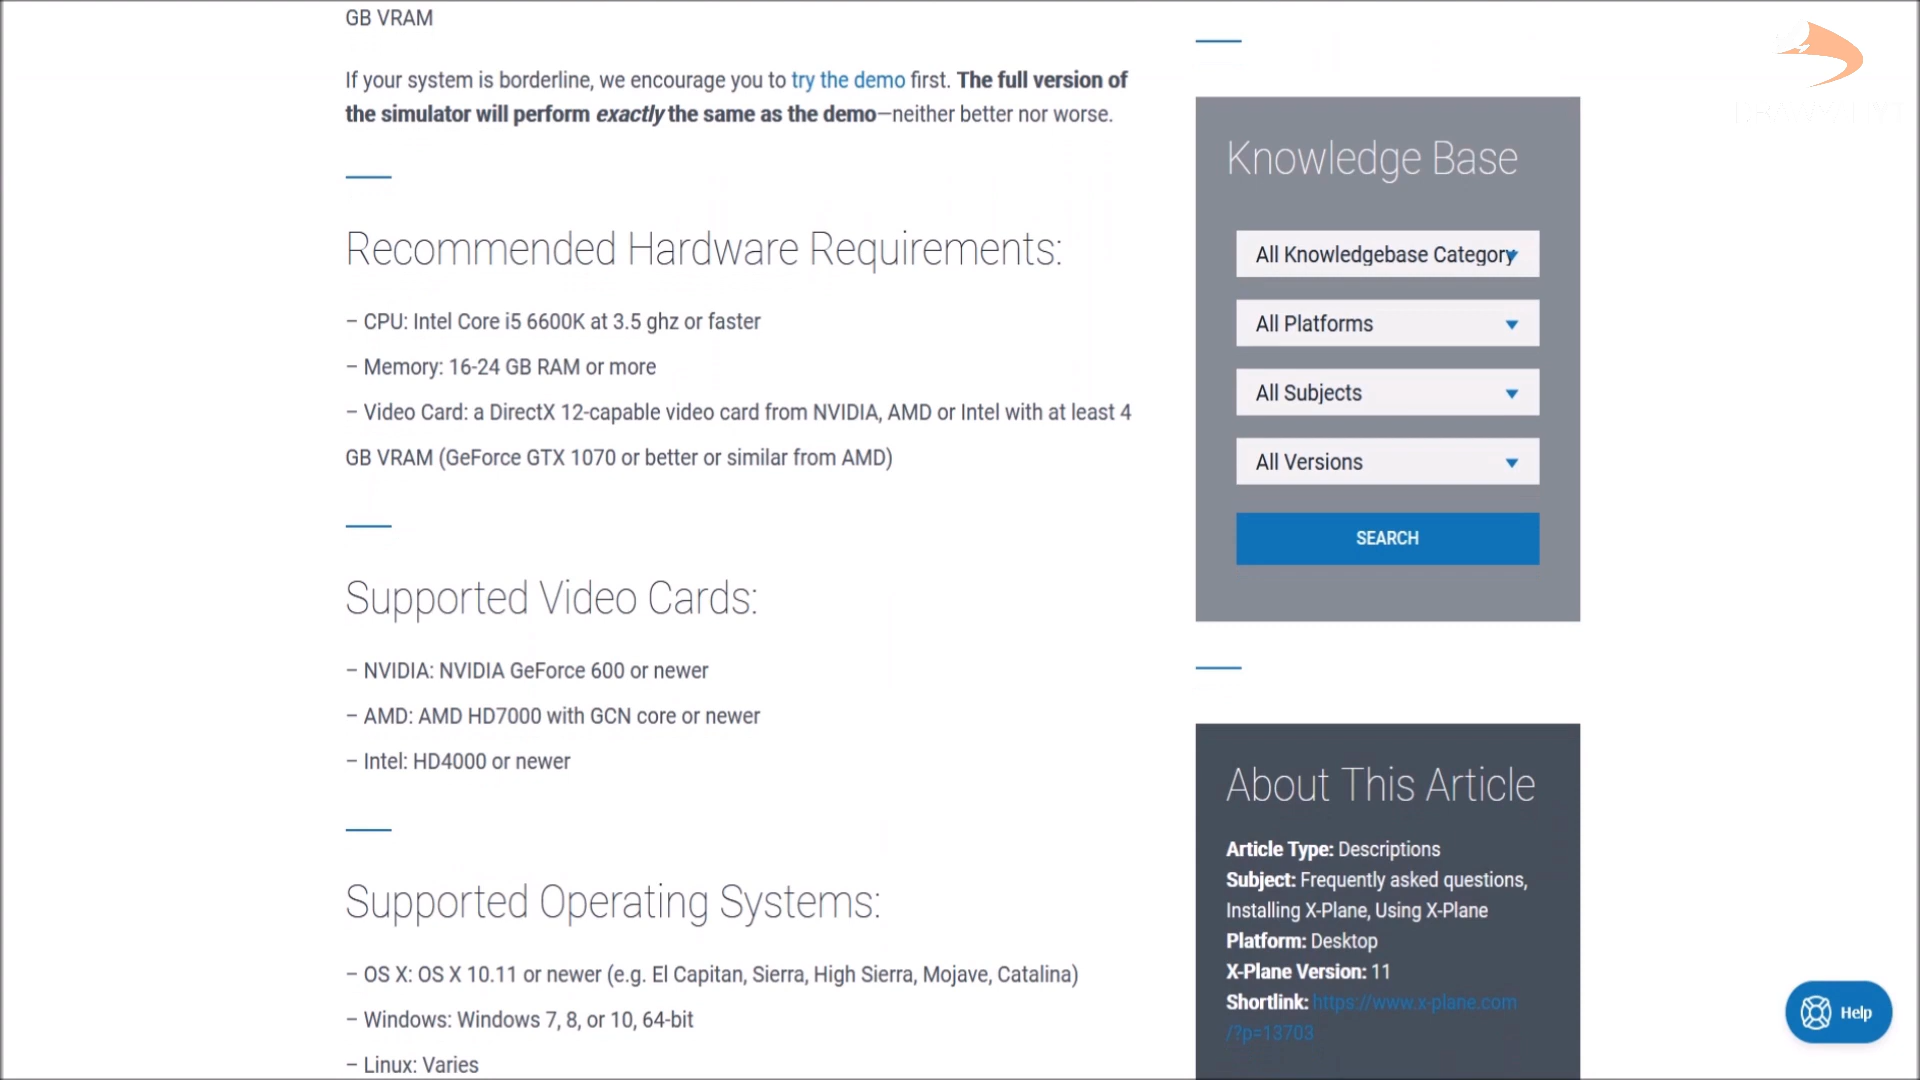 GB VRAM
If your system is borderline, we encourage you to try the demo first. The full version of
the simulator will perform exactly the same as the demo—neither better nor worse.
Recommended Hardware Requirements:
– CPU: Intel Core i5 6600K at 3.5 ghz or faster
– Memory: 16-24 GB RAM or more
– Video Card: a DirectX 12-capable video card from NVIDIA, AMD or Intel with at least 4
GB VRAM (GeForce GTX 1070 or better or similar from AMD)
Supported Video Cards:
– NVIDIA: NVIDIA GeForce 600 or newer
– AMD: AMD HD7000 with GCN core or newer
– Intel: HD4000 or newer
Supported Operating Systems:
– OS X: OS X 10.11 or newer (e.g. El Capitan, Sierra, High Sierra, Mojave, Catalina)
– Windows: Windows 7, 8, or 10, 64-bit
– Linux: Varies
Knowledge Base
All Knowledgebase Category
All Platforms
All Subjects
All Versions
SEARCH
About This Article
Article Type: Descriptions
Subject: Frequently asked questions,
Installing X-Plane, Using X-Plane
Platform: Desktop
X-Plane Version: 11
Shortlink: https://www.x-plane.com
/?p=13703
Help